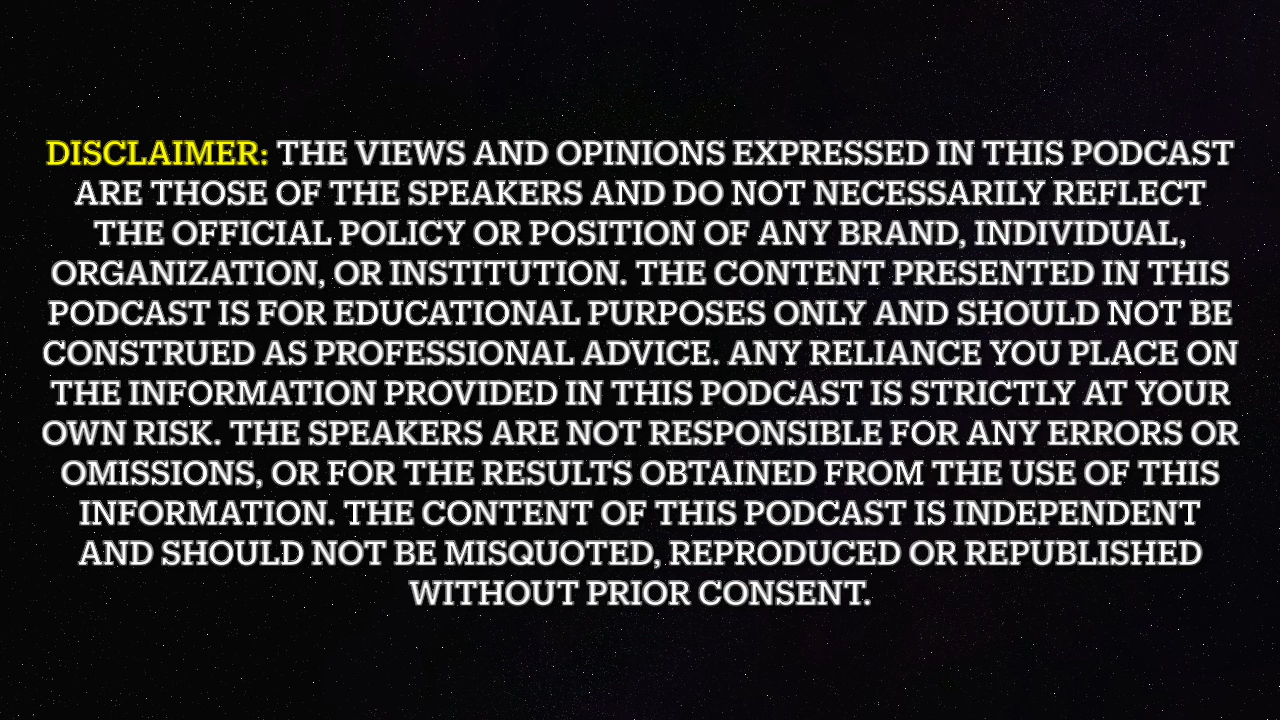 DISCLAIMER: THE VIEWS AND OPINIONS EXPRESSED IN THIS PODCAST
ARE THOSE OF THE SPEAKERS AND DO NOT NECESSARILY REFLECT
THE OFFICIAL POLICY OR POSITION OF ANY BRAND, INDIVIDUAL,
ORGANIZATION, OR INSTITUTION. THE CONTENT PRESENTED IN THIS
PODCAST IS FOR EDUCATIONAL PURPOSES ONLY AND SHOULD NOT BE
CONSTRUED AS PROFESSIONAL ADVICE. ANY RELIANCE YOU PLACE ON
THE INFORMATION PROVIDED IN THIS PODCAST IS STRICTLY AT YOUR
OWN RISK. THE SPEAKERS ARE NOT RESPONSIBLE FOR ANY ERRORS OR
OMISSIONS, OR FOR THE RESULTS OBTAINED FROM THE USE OF THIS
INFORMATION. THE CONTENT OF THIS PODCAST IS INDEPENDENT
AND SHOULD NOT BE MISQUOTED, REPRODUCED OR REPUBLISHED
WITHOUT PRIOR CONSENT.